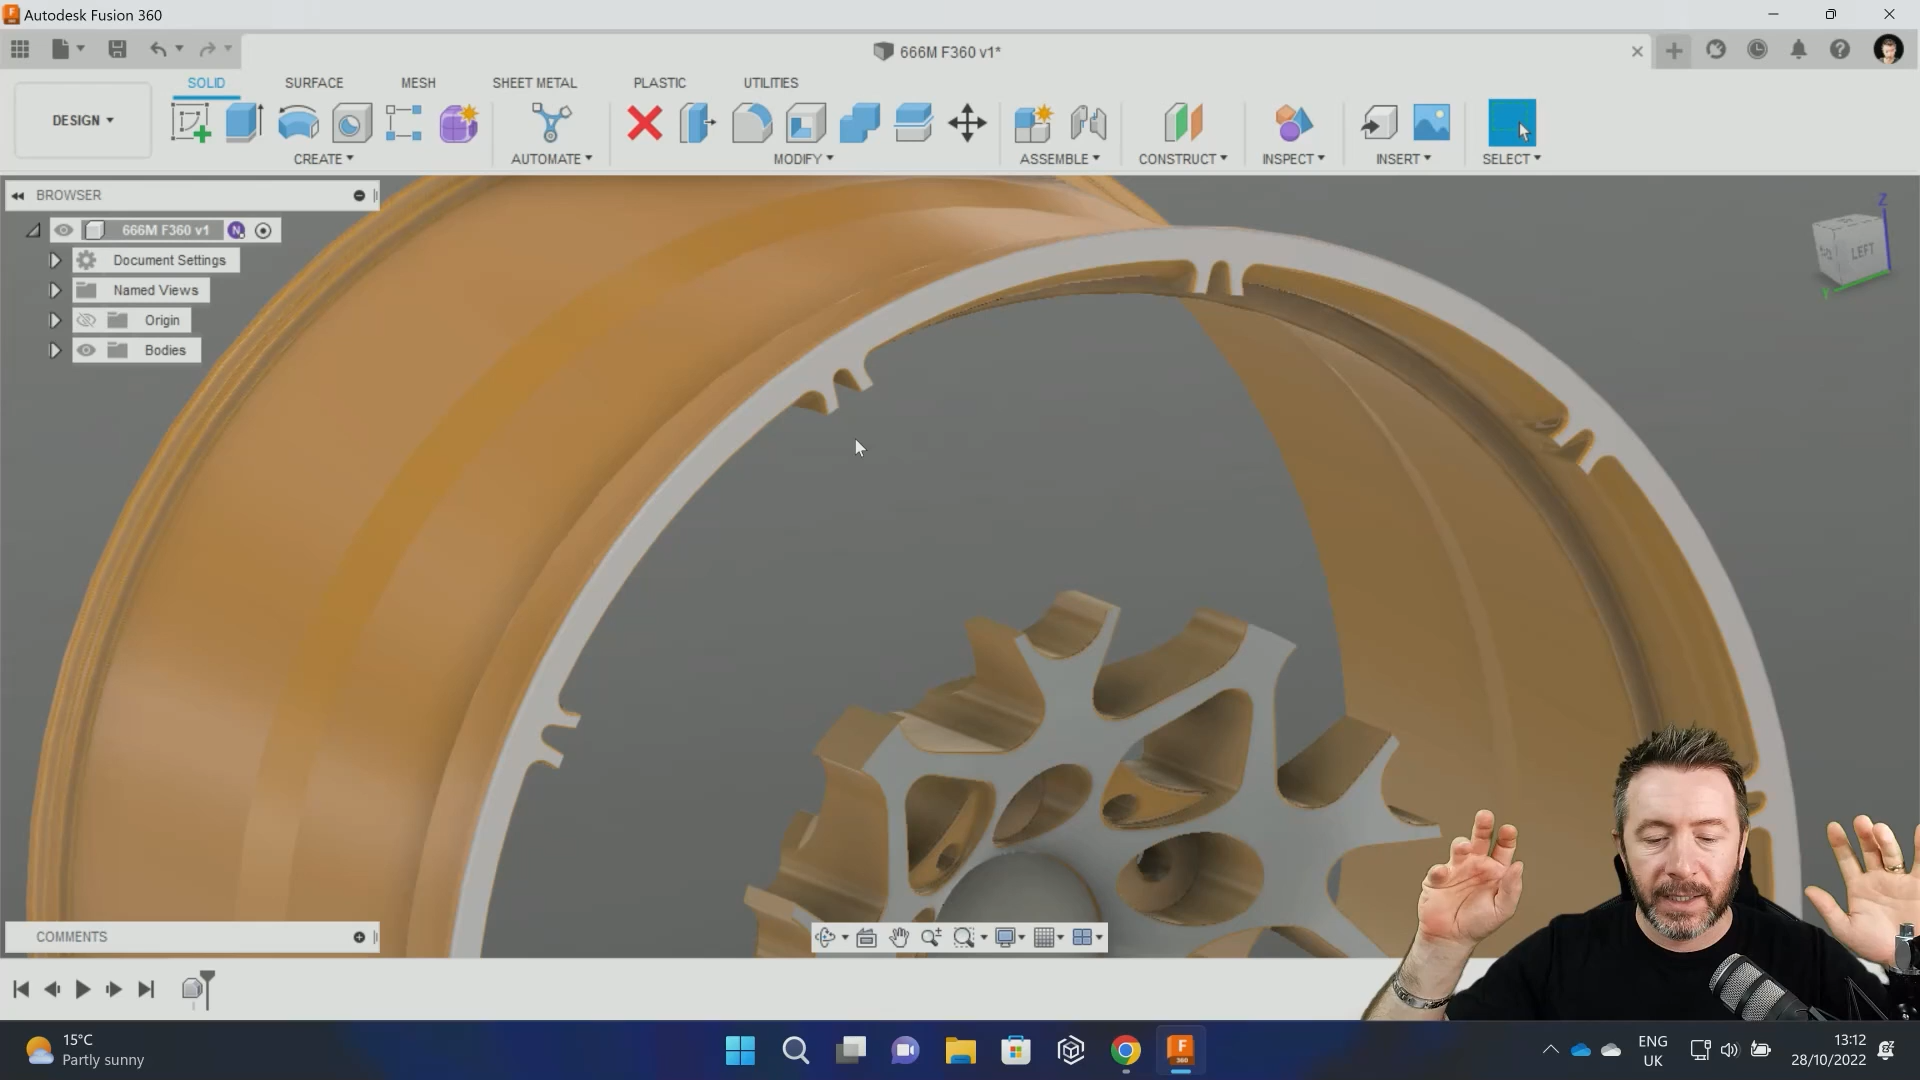 Autodesk Fusion 360
666M F360 v1*
DESIGN
SOLID
SURFACE
MESH
SHEET METAL
PLASTIC
UTILITIES
CREATE
AUTOMATE
MODIFY
ASSEMBLE
CONSTRUCT
INSPECT
INSERT
SELECT
BROWSER
666M F360 v1
N
Document Settings
Named Views
Origin
Bodies
Z
LEFT
Y
COMMENTS
15°C
Partly sunny
F
360
ENG
UK
13:12
28/10/2022